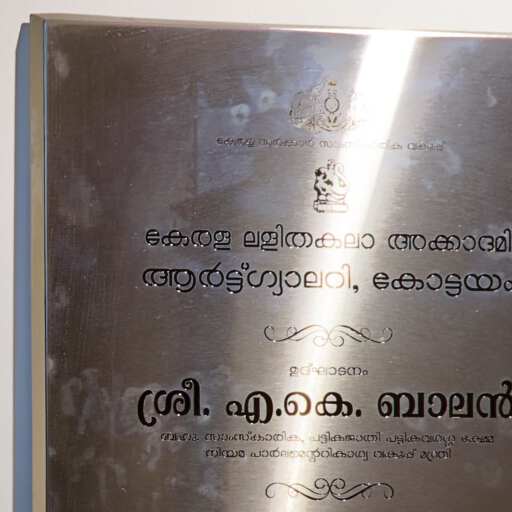 കേരള സർക്കാർ സാംസ്കാരിക വകുപ്പ്
കേരള ലളിതകലാ അക്കാദമി
ആർട്ട്ഗ്യാലറി, കോട്ടയം
ഉദ്ഘാടനം
ശ്രീ. എ.കെ. ബാലൻ
ബഹു. സാംസ്കാരിക, പട്ടികജാതി പട്ടികവർഗ്ഗ ക്ഷേമ
നിയമ പാർലമെന്ററികാര്യ വകുപ്പ് മന്ത്രി